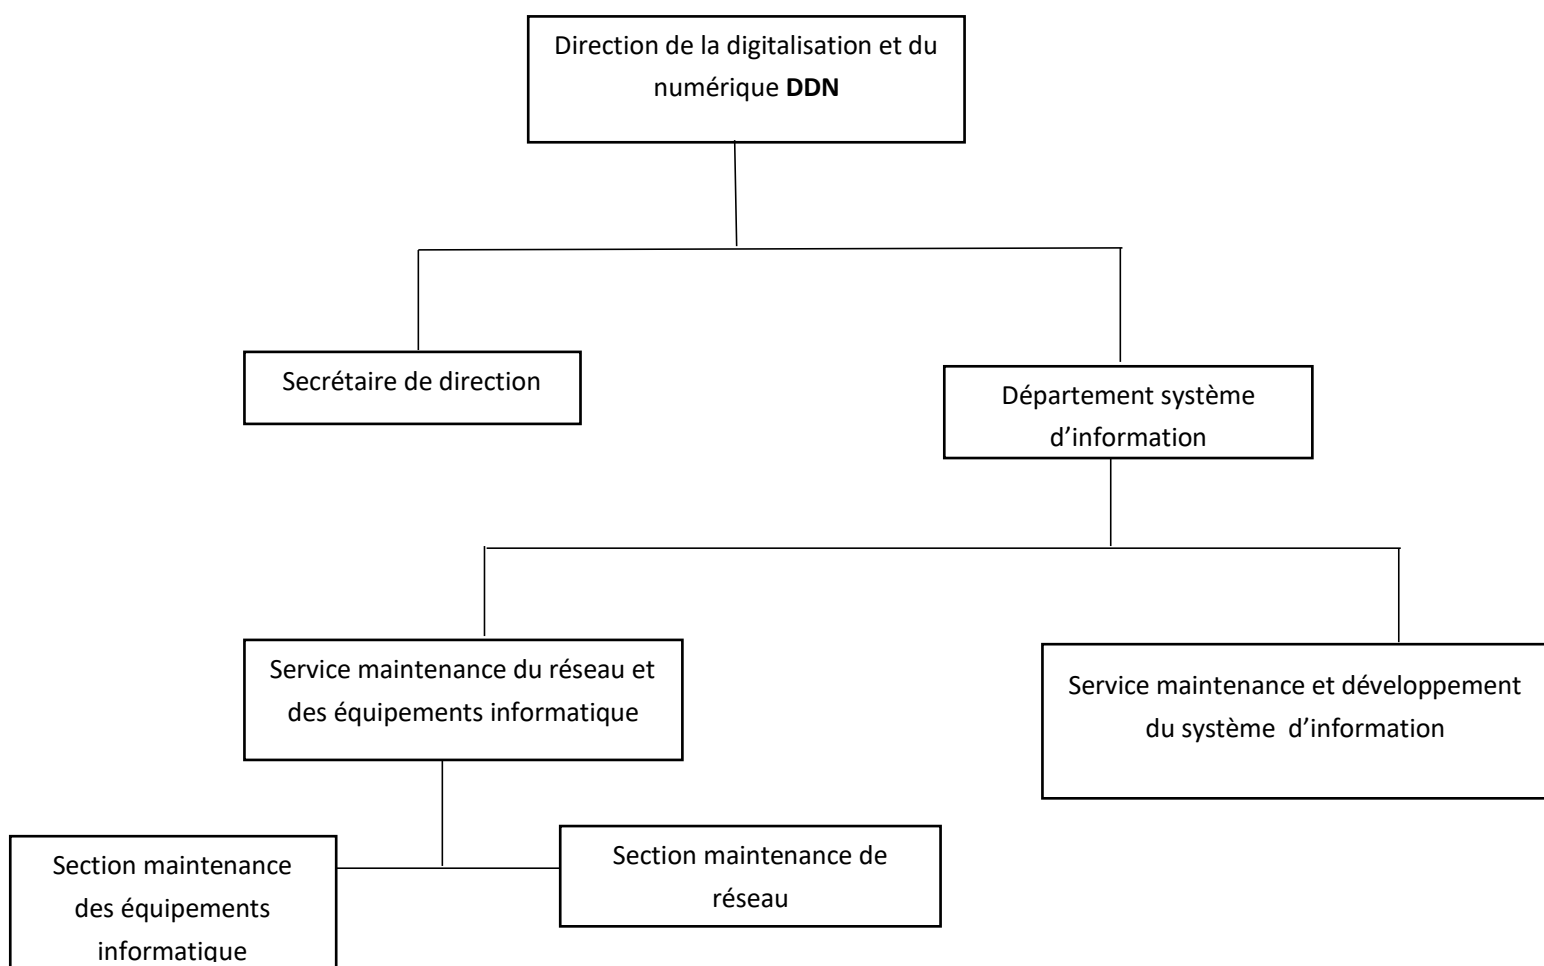 Direction de la digitalisation et du
numérique DDN
Secrétaire de direction
Département système
d’information
Service maintenance du réseau et
des équipements informatique
Service maintenance et développement
du système  d’information
Section maintenance
des équipements
informatique
Section maintenance de
réseau